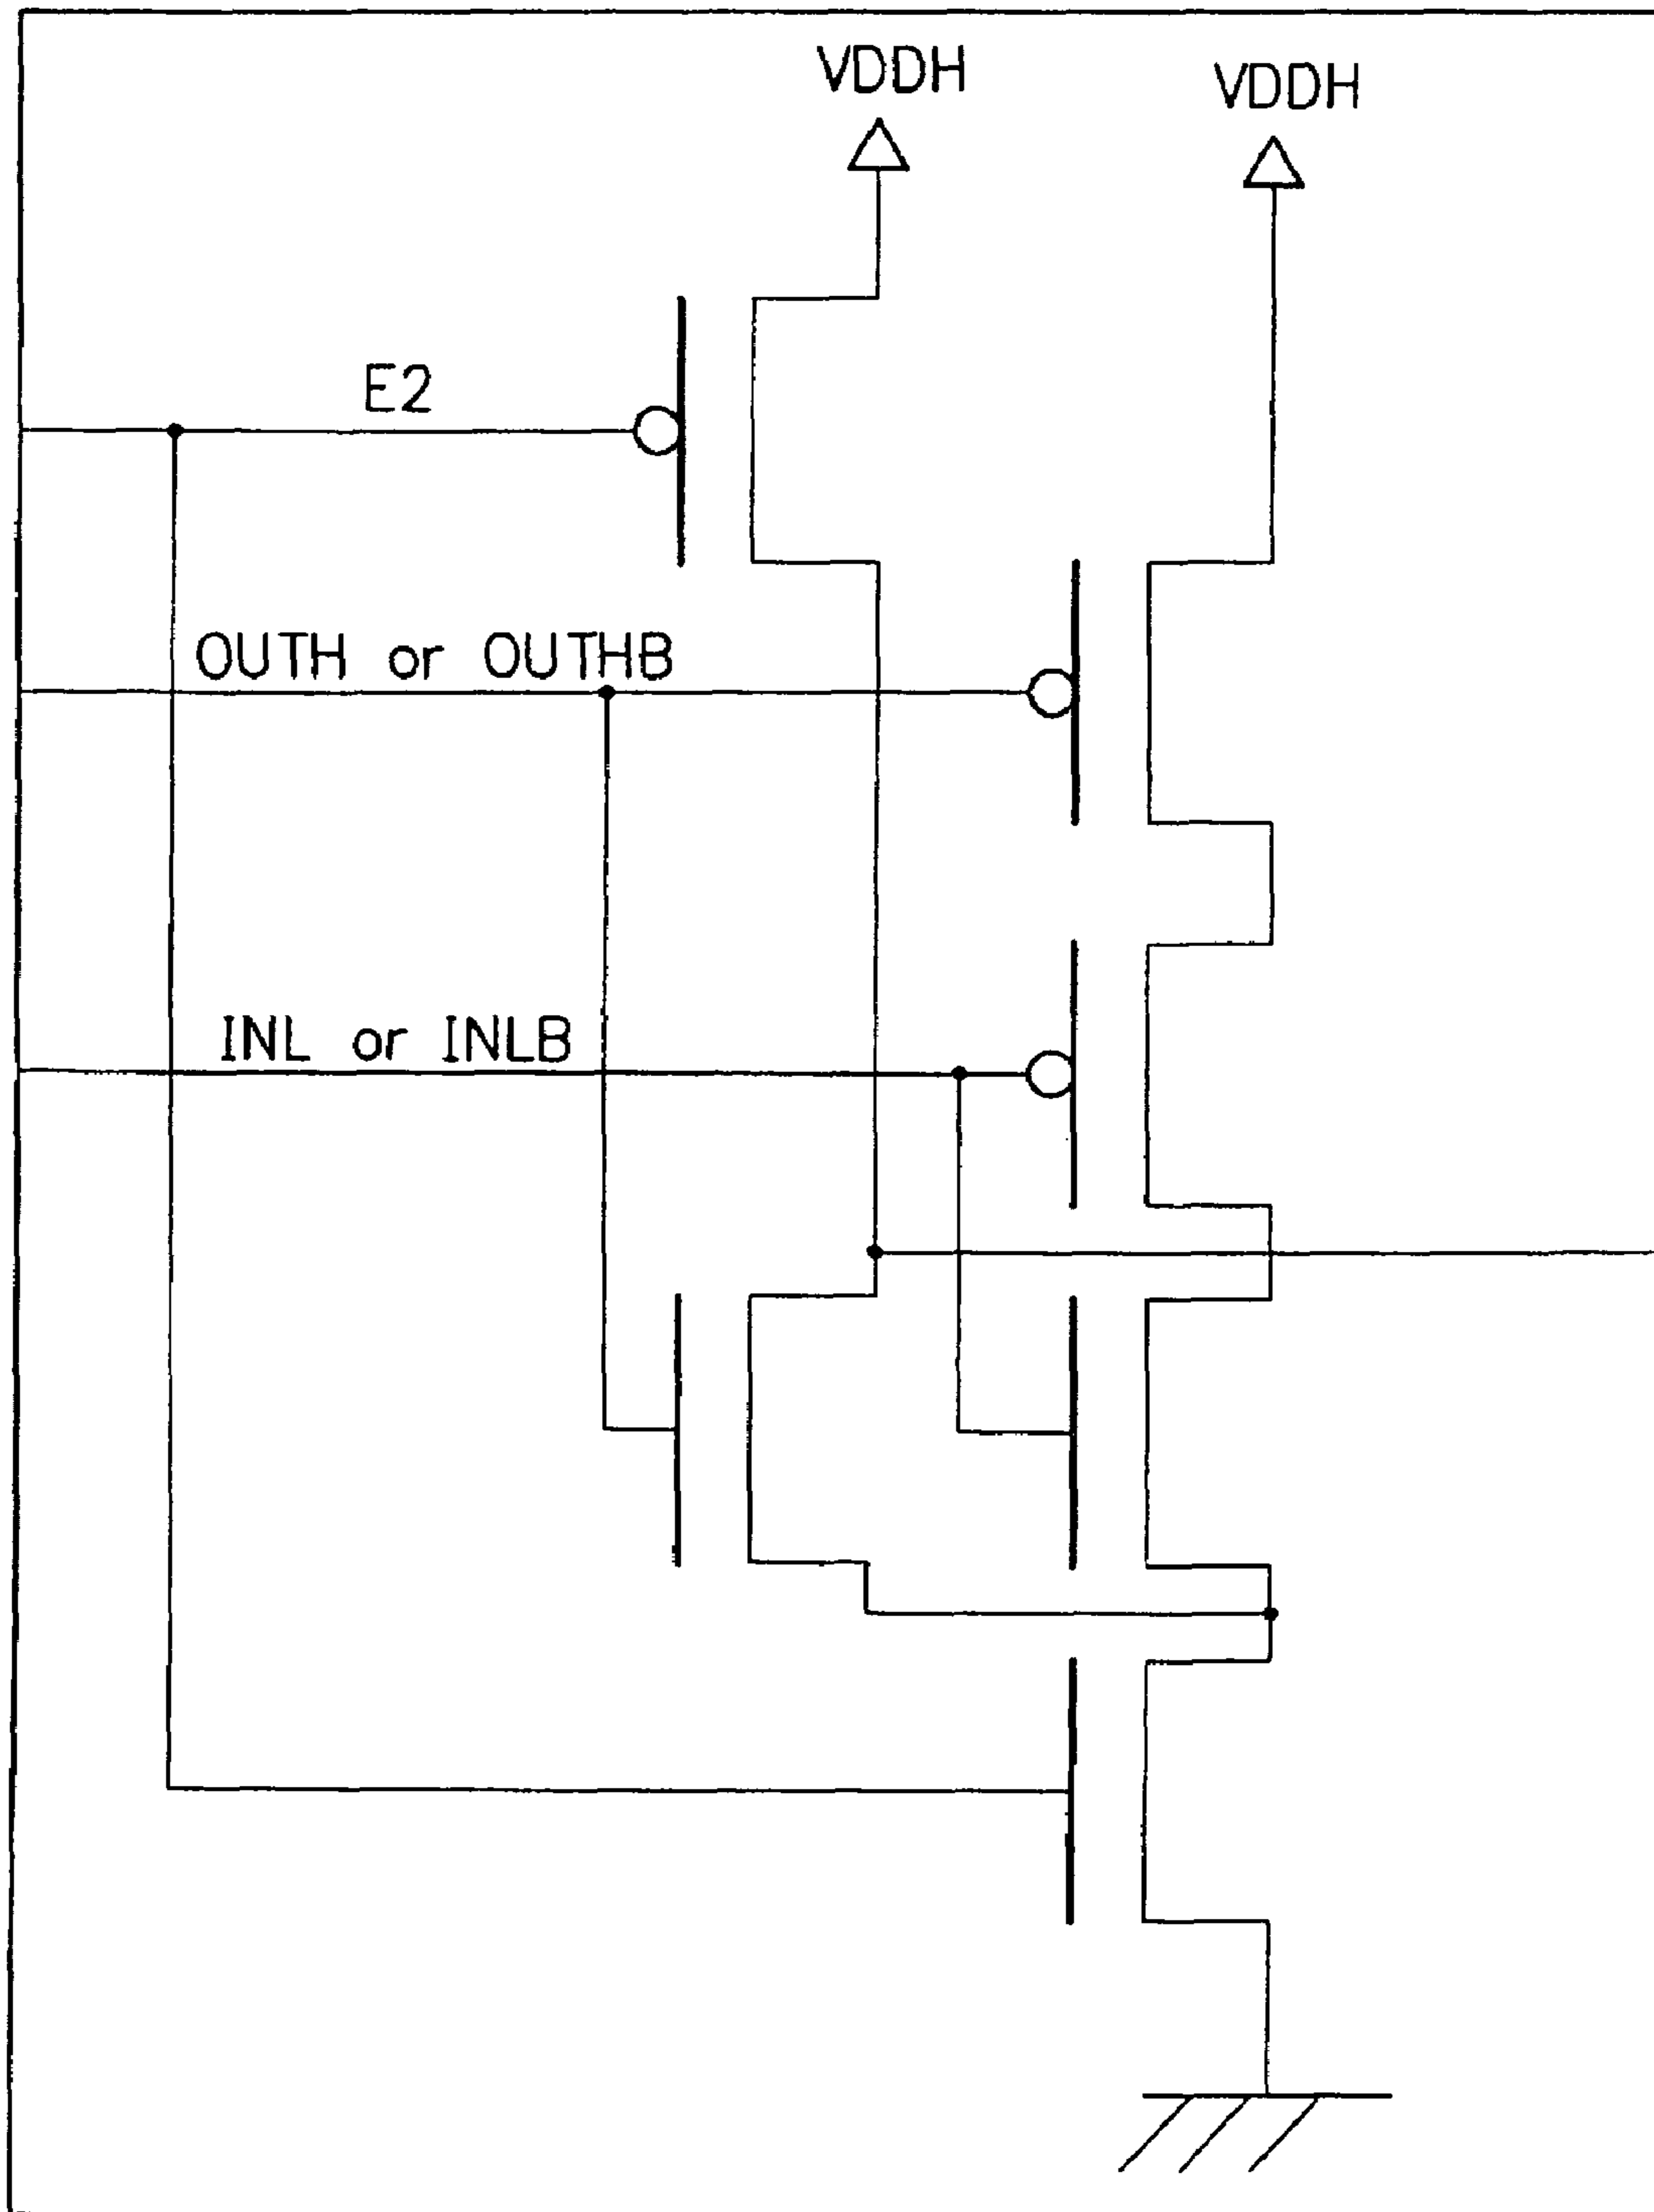 VDDH
VDDH
E2
OUTH or OUTHB
INL or INLB